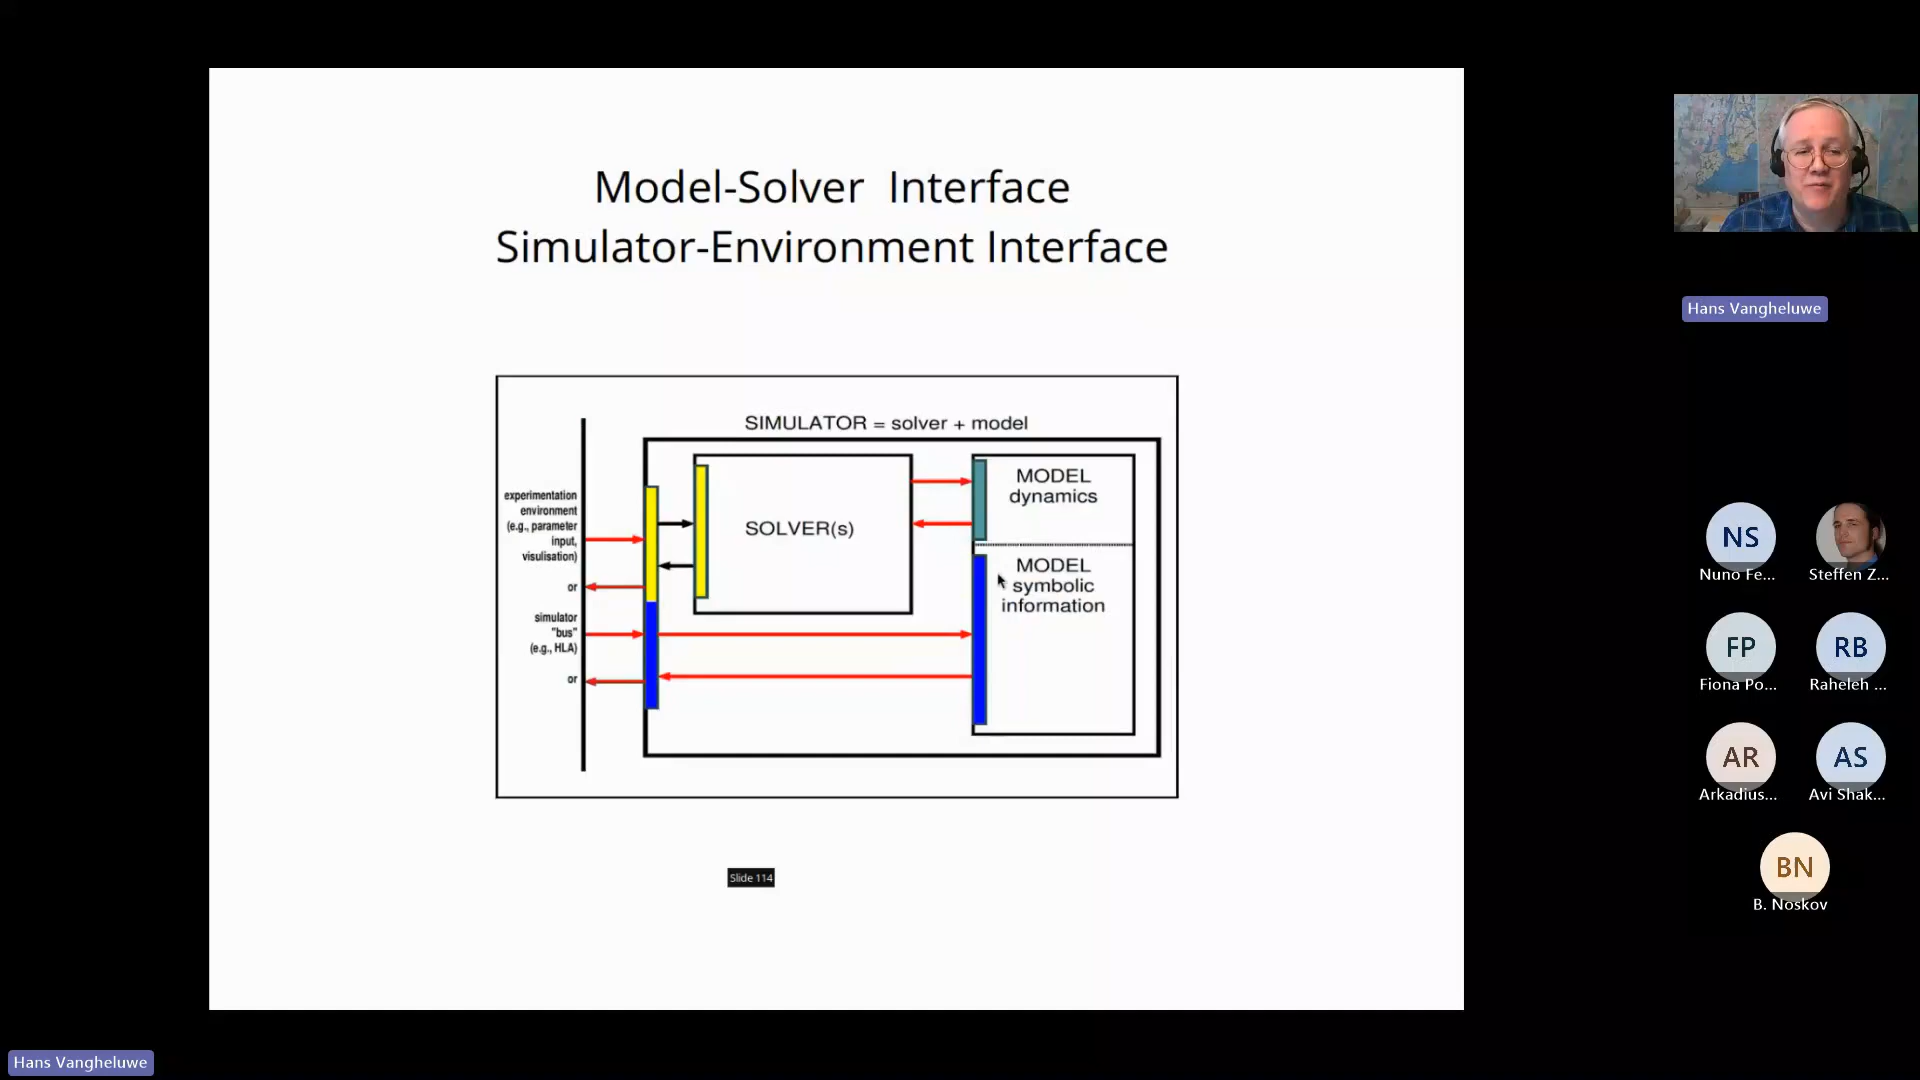 Model-Solver Interface
Simulator-Environment Interface
SIMULATOR = solver + model
experimentation
environment
(e.g., parameter
input,
visulisation)
or
simulator
"bus"
(e.g., HLA)
or
SOLVER(s)
MODEL
dynamics
MODEL
symbolic
information
Slide 114
Hans Vangheluwe
NS
Nuno Fe...
Steffen Z...
FP
Fiona Po...
RB
Raheleh ...
AR
Arkadius...
AS
Avi Shak...
BN
B. Noskov
Hans Vangheluwe